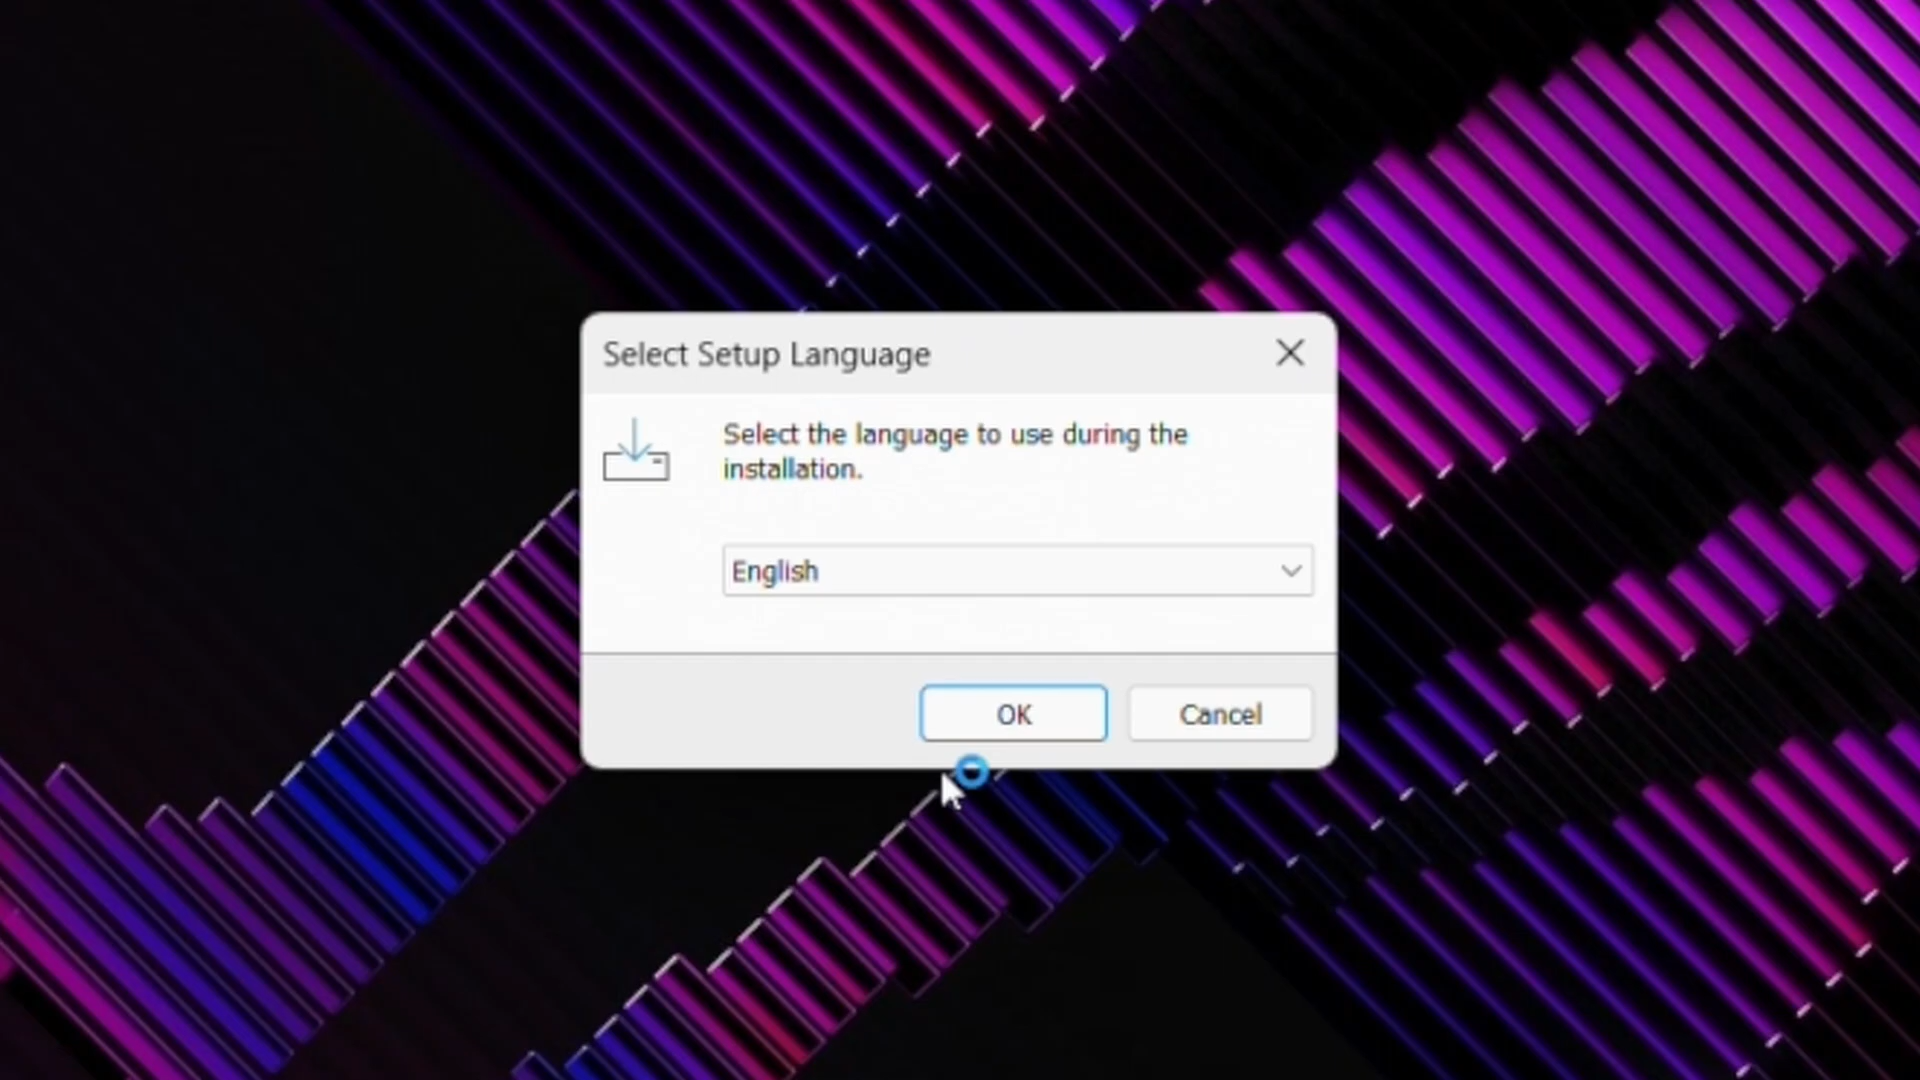 Select Setup Language
Select the language to use during the
installation.
English
OK
Cancel